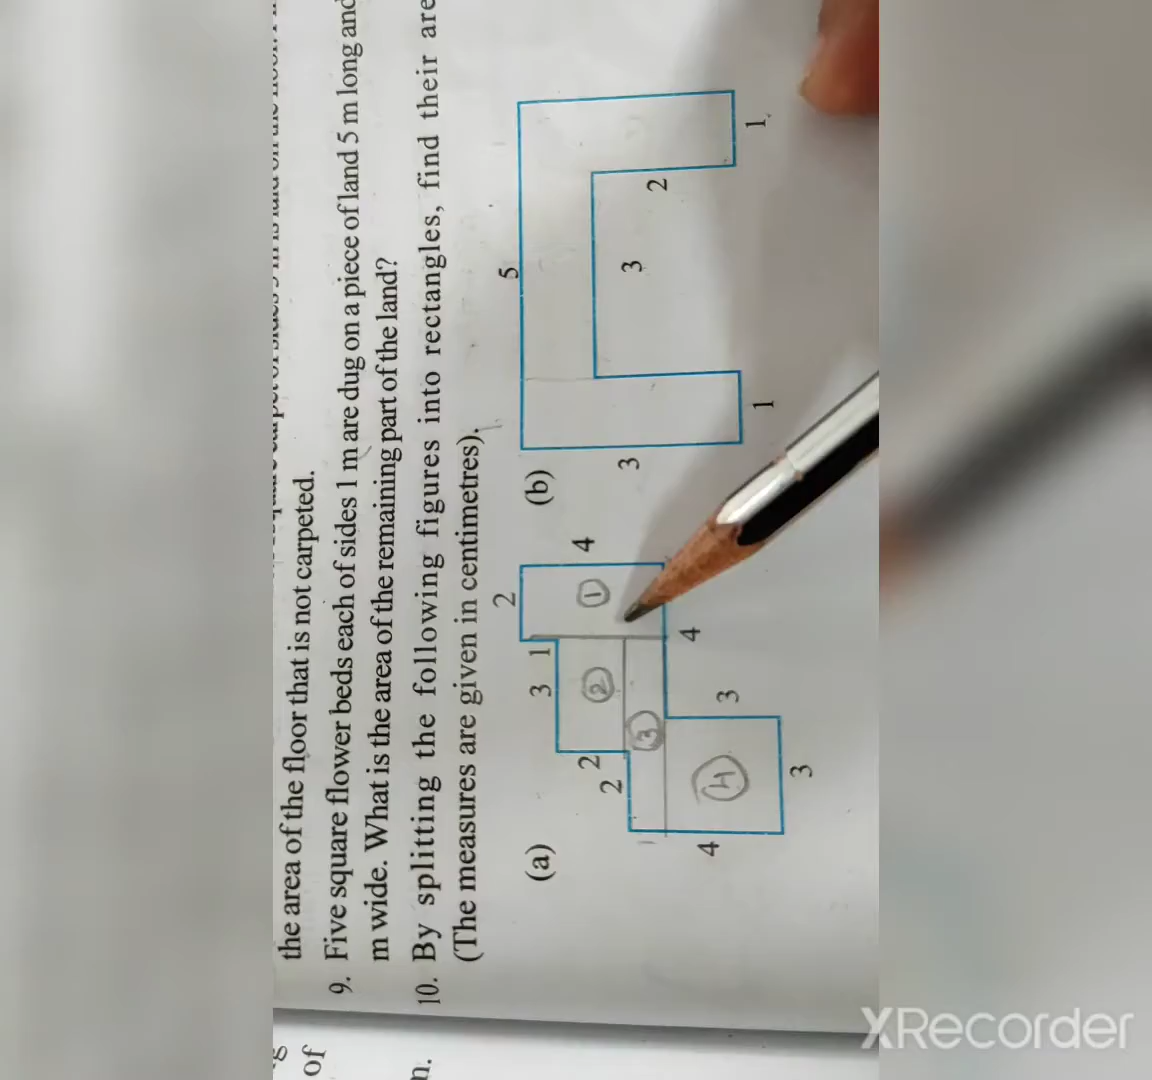 the area of the floor that is not carpeted.
9. Five square flower beds each of sides 1 m are dug on a piece of land 5 m long and
m wide. What is the area of the remaining part of the land?
10. By splitting the following figures into rectangles, find their are
(The measures are given in centimetres).
(a)
2
4
1
3
2
2
4
3
4
3
1
2
3
4
(b)
5
3
3
2
1
1
of
n.
XRecorder